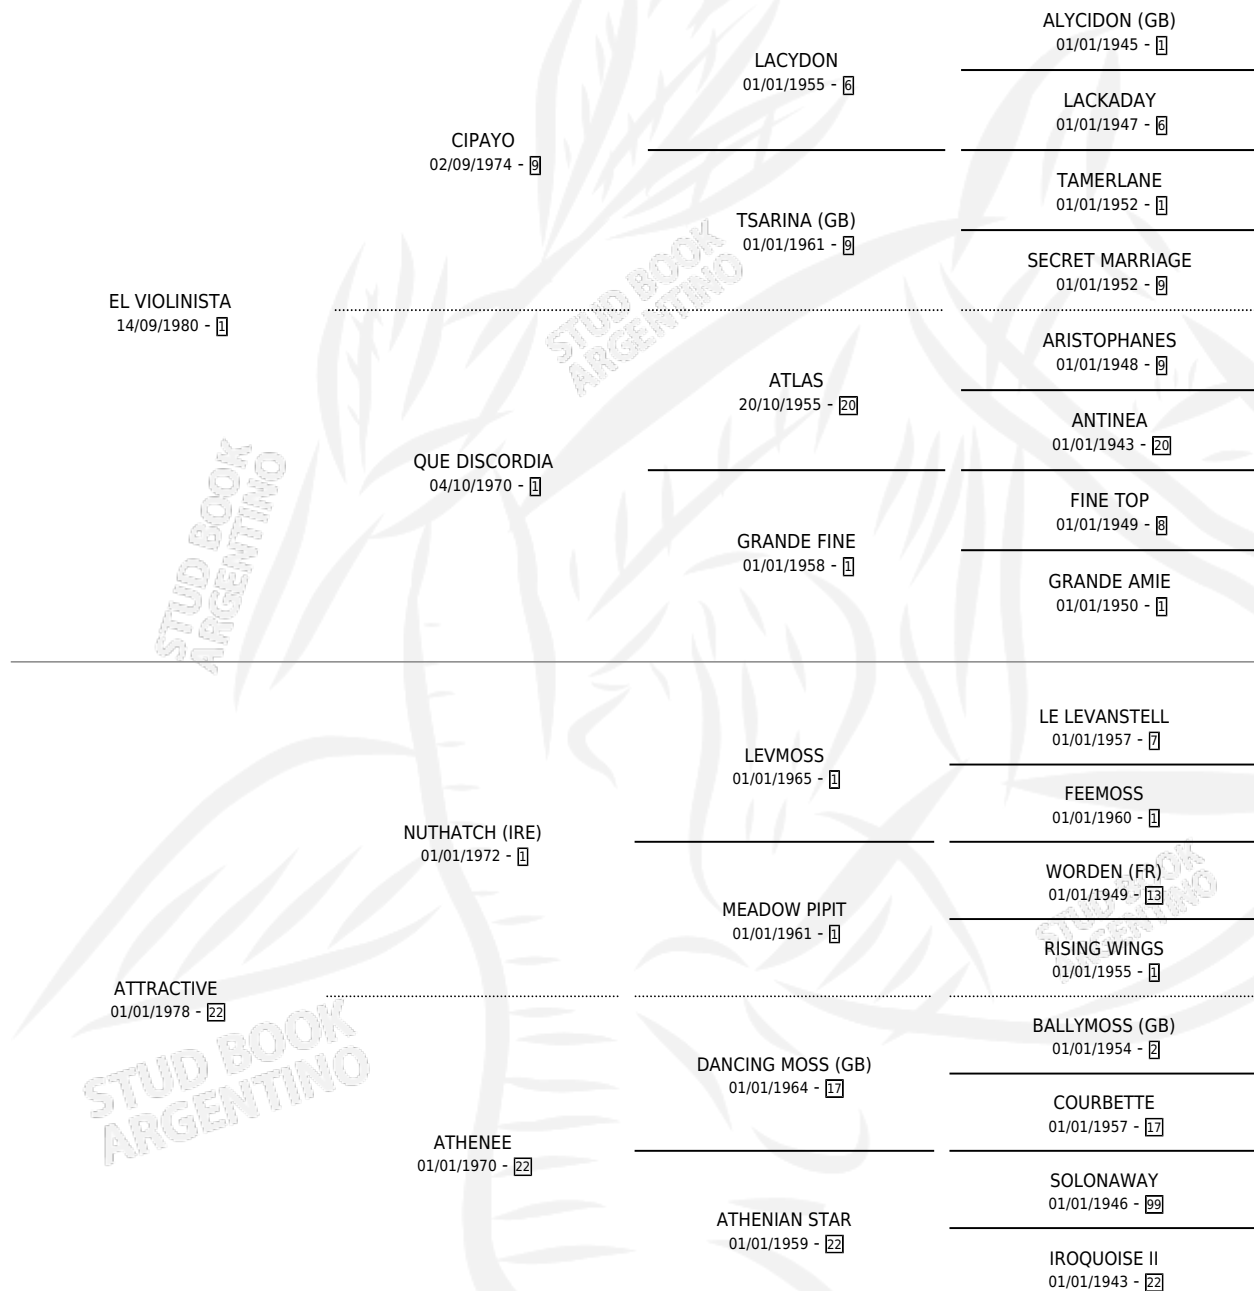 ALYCIDON (GB)
01/01/1945 - 1
LACYDON
01/01/1955 - 6
LACKADAY
01/01/1947 - 6
CIPAYO
02/09/1974 - 9
TAMERLANE
01/01/1952 - 1
TSARINA (GB)
01/01/1961 - 9
SECRET MARRIAGE
01/01/1952 - 9
EL VIOLINISTA
14/09/1980 - 1
ARISTOPHANES
01/01/1948 - 9
ATLAS
20/10/1955 - 20
ANTINEA
01/01/1943 - 20
QUE DISCORDIA
04/10/1970 - 1
FINE TOP
01/01/1949 - 8
GRANDE FINE
01/01/1958 - 1
GRANDE AMIE
01/01/1950 - 1
LE LEVANSTELL
01/01/1957 - 7
LEVMOSS
01/01/1965 - 1
FEEMOSS
01/01/1960 - 1
NUTHATCH (IRE)
01/01/1972 - 1
WORDEN (FR)
01/01/1949 - 13
MEADOW PIPIT
01/01/1961 - 1
RISING WINGS
01/01/1955 - 1
ATTRACTIVE
01/01/1978 - 22
BALLYMOSS (GB)
01/01/1954 - 2
DANCING MOSS (GB)
01/01/1964 - 17
COURBETTE
01/01/1957 - 17
ATHENEE
01/01/1970 - 22
SOLONAWAY
01/01/1946 - 99
ATHENIAN STAR
01/01/1959 - 22
IROQUOISE II
01/01/1943 - 22
STUD BOOK
ARGENTINO
STUD BOOK
ARGENTINO
STUD BOOK
ARGENTINO
STUD BOOK
ARGENTINO